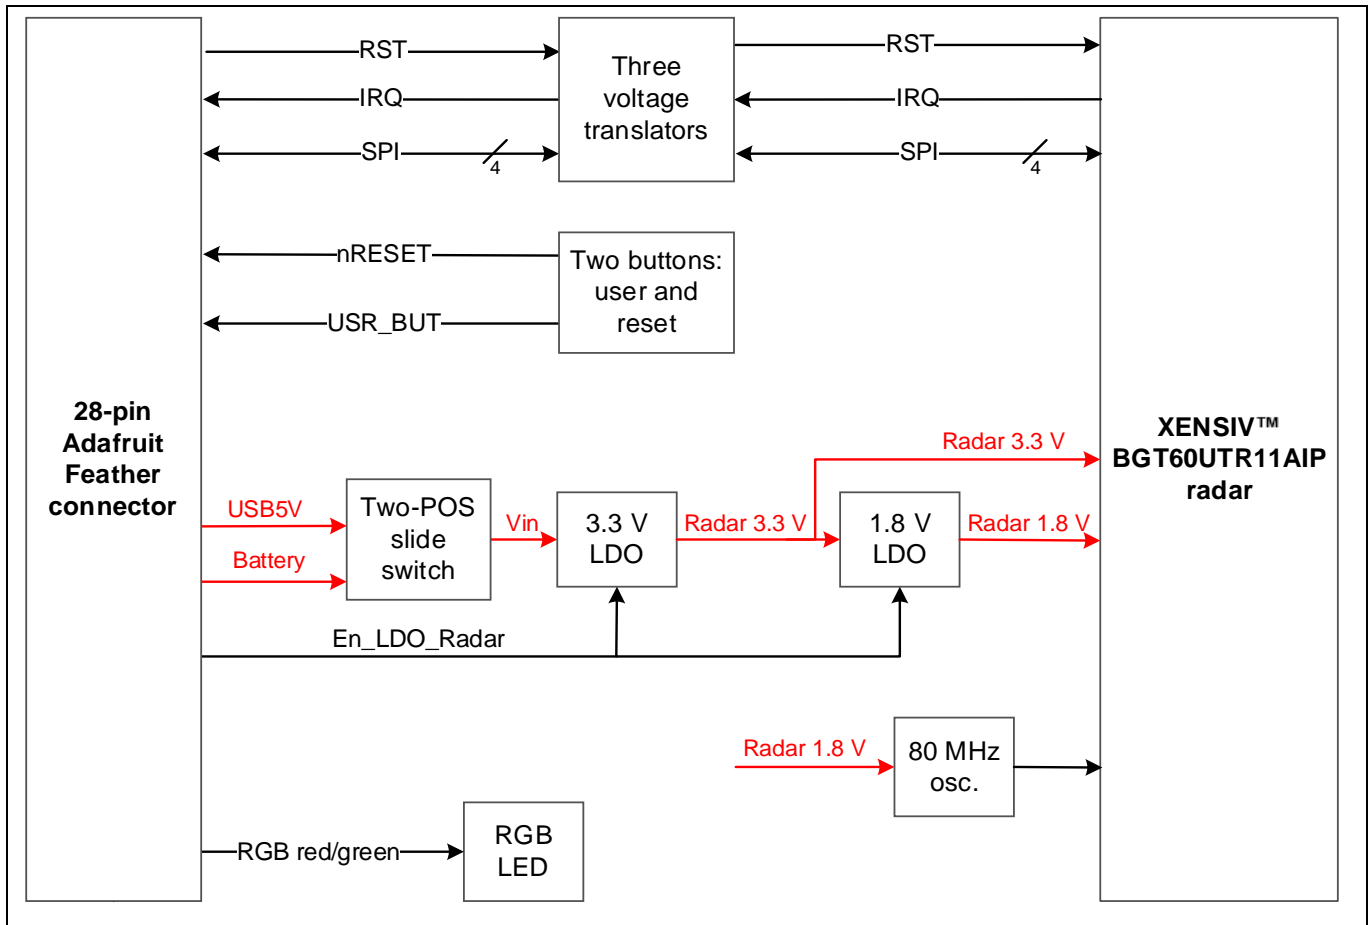 RST
RST
Three
voltage
translators
IRQ
IRQ
SPI
4
SPI
4
nRESET
Two buttons:
user and
reset
USR_BUT
28-pin
Adafruit
Feather
connector
XENSIV™
BGT60UTR11AIP
radar
Radar 3.3 V
USB5V
Battery
Two-POS
slide
switch
Vin
3.3 V
LDO
Radar 3.3 V
1.8 V
LDO
Radar 1.8 V
En_LDO_Radar
Radar 1.8 V
80 MHz
osc.
RGB red/green
RGB
LED